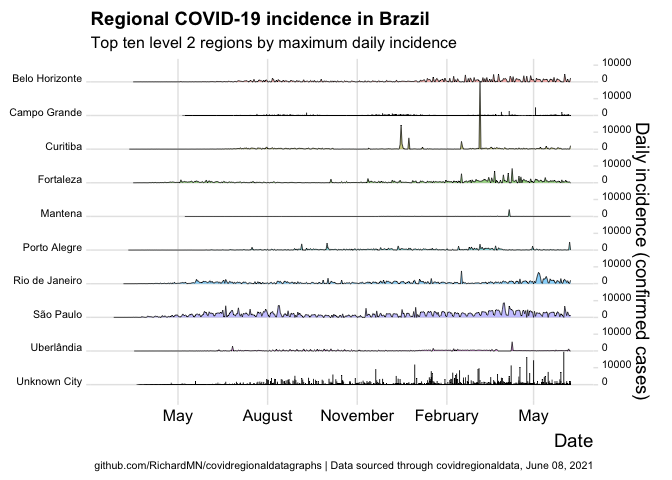 Regional COVID-19 incidence in Brazil
Top ten level 2 regions by maximum daily incidence
Belo Horizonte
10000
0
Campo Grande
10000
0
Curitiba
10000
0
Fortaleza
10000
0
Mantena
10000
0
Porto Alegre
10000
0
Rio de Janeiro
10000
0
São Paulo
10000
0
Uberlândia
10000
0
Unknown City
10000
0
Daily incidence (confirmed cases)
May August November February May
Date
github.com/RichardMN/covidregionaldatagraphs | Data sourced through covidregionaldata, June 08, 2021